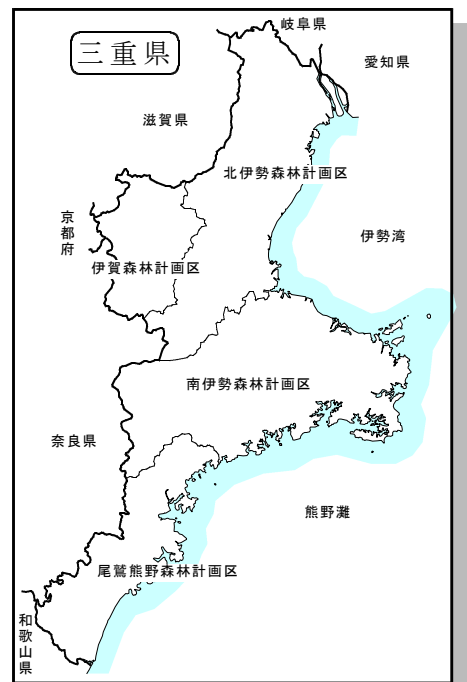 岐阜県
三重県
愛知県
滋賀県
北伊勢森林計画区
京都府
伊勢湾
伊賀森林計画区
南伊勢森林計画区
奈良県
熊野灘
尾鷲熊野森林計画区
和歌山県